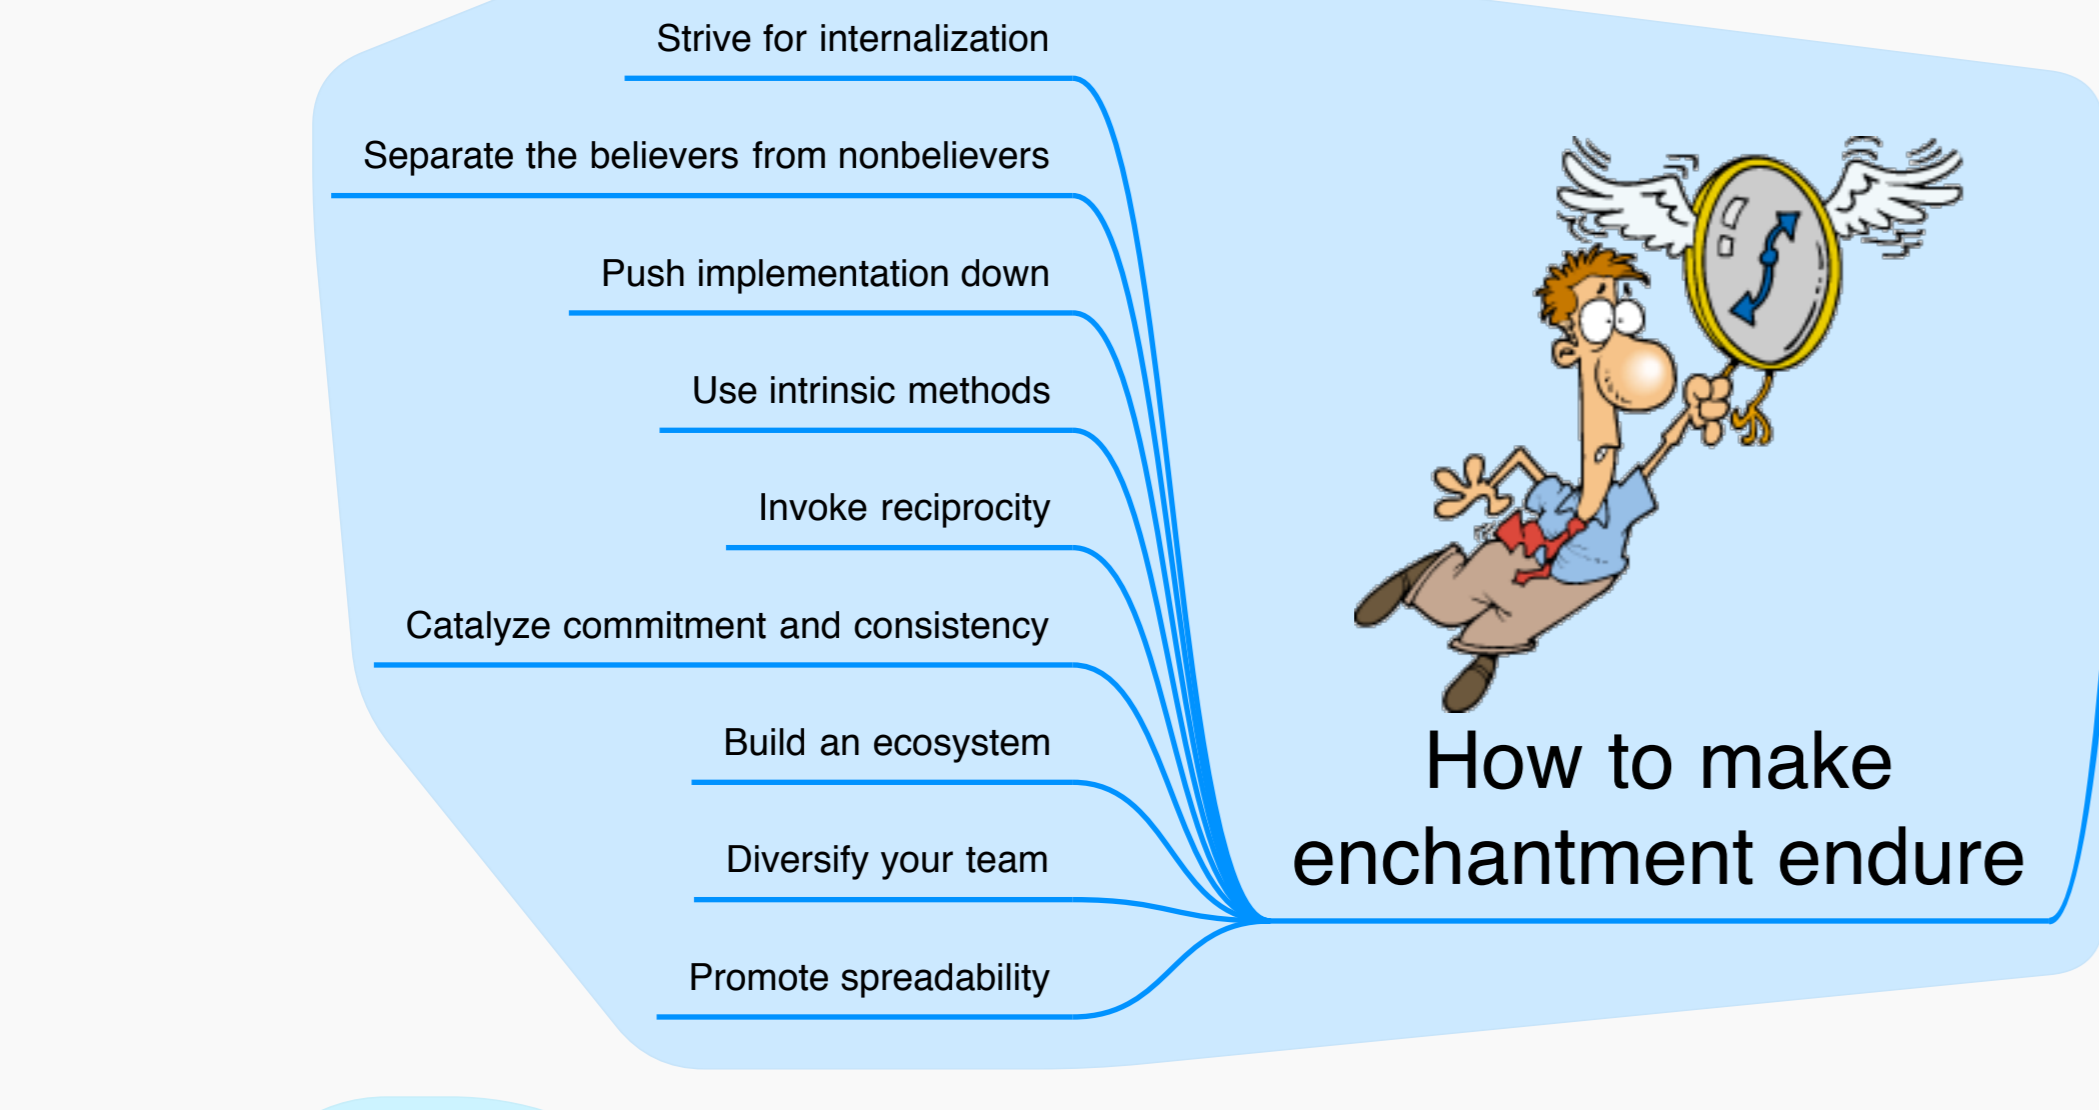 Strive for internalization
Separate the believers from nonbelievers
Push implementation down
Use intrinsic methods
Invoke reciprocity
Catalyze commitment and consistency
Build an ecosystem
Diversify your team
Promote spreadability
How to make
enchantment endure